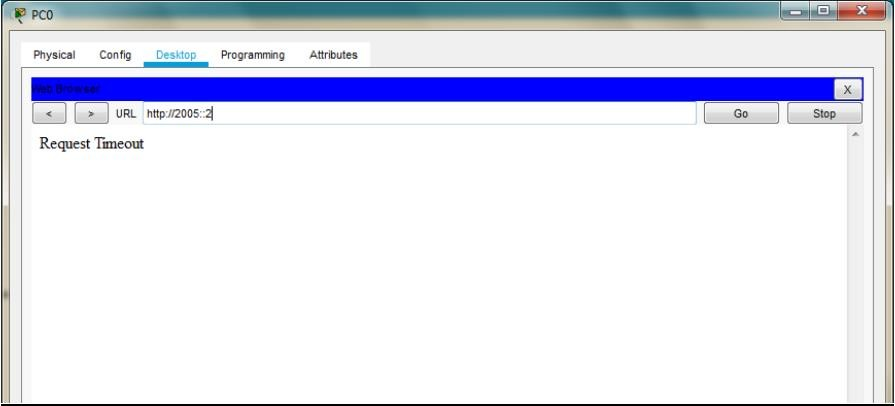 PC0
Physical Config Desktop Programming Attributes
Web Browser X
< > URL http://2005::2 Go Stop
Request Timeout